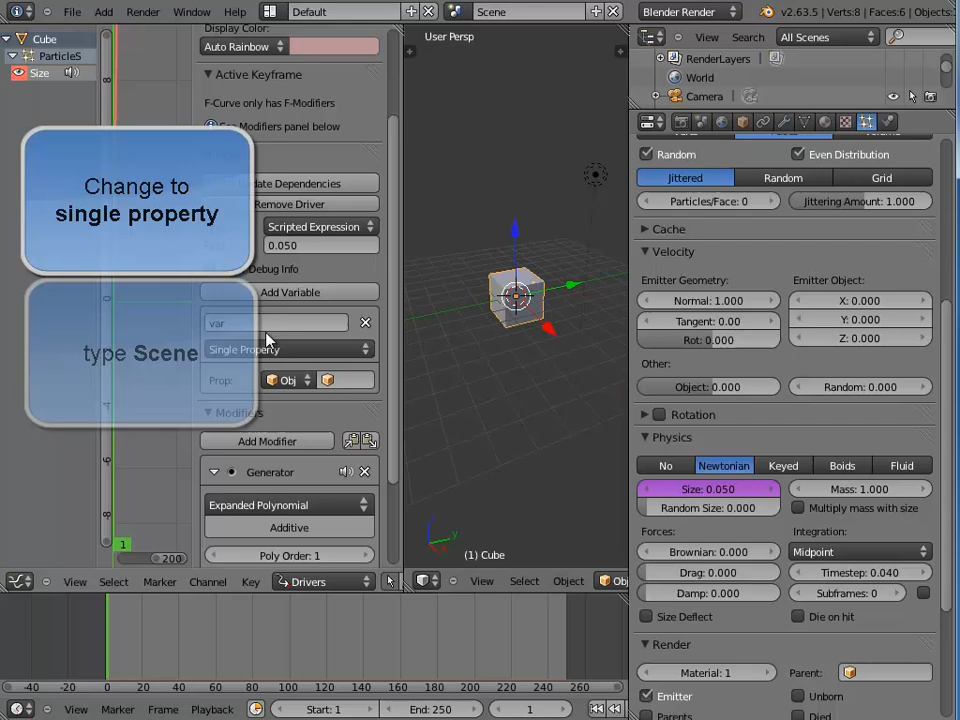 File Add Render Window Help Default Scene Blender Render v2.63.5 | Verts:8 | Faces:6 | Objects:
Cube
ParticleS
Size
8
0
-4
-6
-8
1
200
Display Color:
Auto Rainbow
Active Keyframe
F-Curve only has F-Modifiers
See Modifiers panel below
Update Dependencies
Remove Driver
Scripted Expression
0.050
Debug Info
Add Variable
var
Single Property
Prop: Obj
Modifiers
Add Modifier
Generator
Expanded Polynomial
Additive
Poly Order: 1
Change to
single property
type Scene
View Select Marker Channel Key Drivers
User Persp
z
y
(1) Cube
View Select Object Obj
View Search All Scenes
RenderLayers
World
Camera
Random Even Distribution
Jittered Random Grid
Particles/Face: 0 Jittering Amount: 1.000
Cache
Velocity
Emitter Geometry: Emitter Object:
Normal: 1.000 X: 0.000
Tangent: 0.00 Y: 0.000
Rot: 0.000 Z: 0.000
Other:
Object: 0.000 Random: 0.000
Rotation
Physics
No Newtonian Keyed Boids Fluid
Size: 0.050 Mass: 1.000
Random Size: 0.000 Multiply mass with size
Forces: Integration:
Brownian: 0.000 Midpoint
Drag: 0.000 Timestep: 0.040
Damp: 0.000 Subframes: 0
Size Deflect Die on hit
Render
Material: 1 Parent:
Emitter Unborn
Parents Died
-40 -20 0 20 40 60 80 100 120 140 160 180 200 220 240 260
View Marker Frame Playback Start: 1 End: 250 1